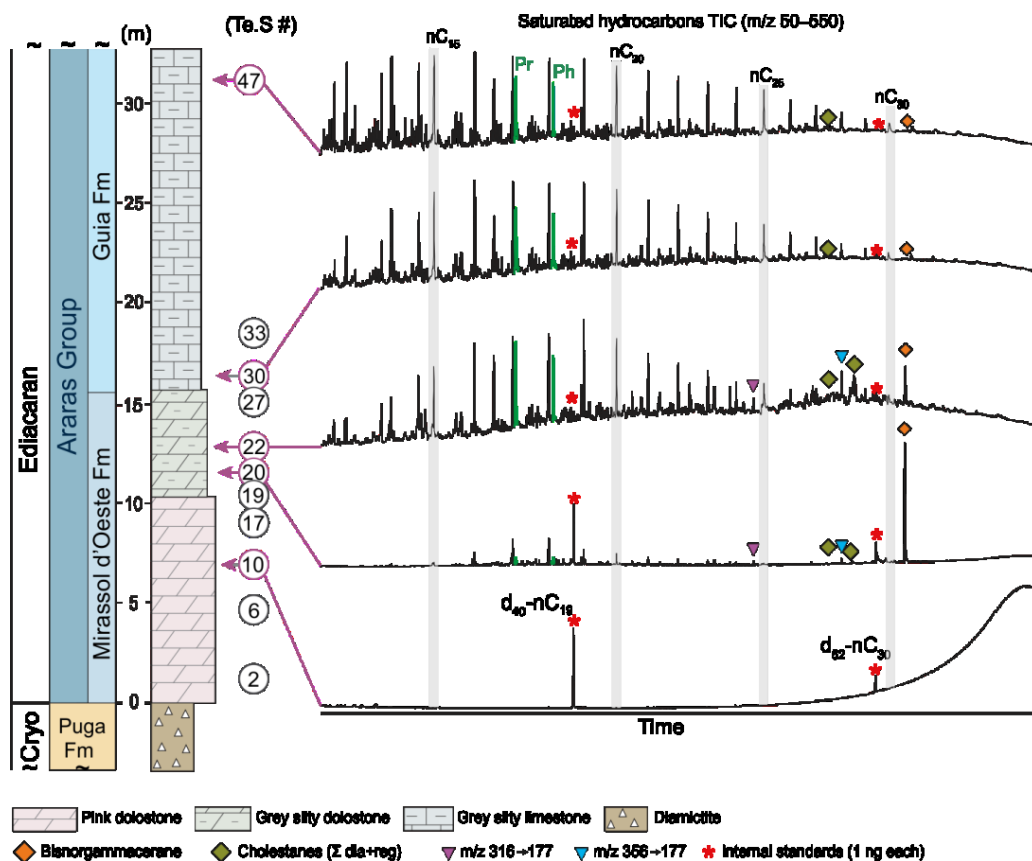 (m)
(Te.S #)
Saturated hydrocarbons TIC (m/z 50–550)
~
~
~
nC₁₅
nC₂₀
nC₂₅
nC₃₀
Pr
Ph
Ediacaran
Araras Group
Guia Fm
Mirassol d'Oeste Fm
~Cryo
Puga
Fm
~
30
25
20
15
10
5
0
47
33
30
27
22
20
19
17
10
6
2
d₄₀-nC₁₉
d₆₂-nC₃₀
Time
Pink dolostone
Grey silty dolostone
Grey silty limestone
Diamictite
Bisnorgammacerane
Cholestanes (Σ dia+reg)
m/z 316→177
m/z 356→177
Internal standards (1 ng each)